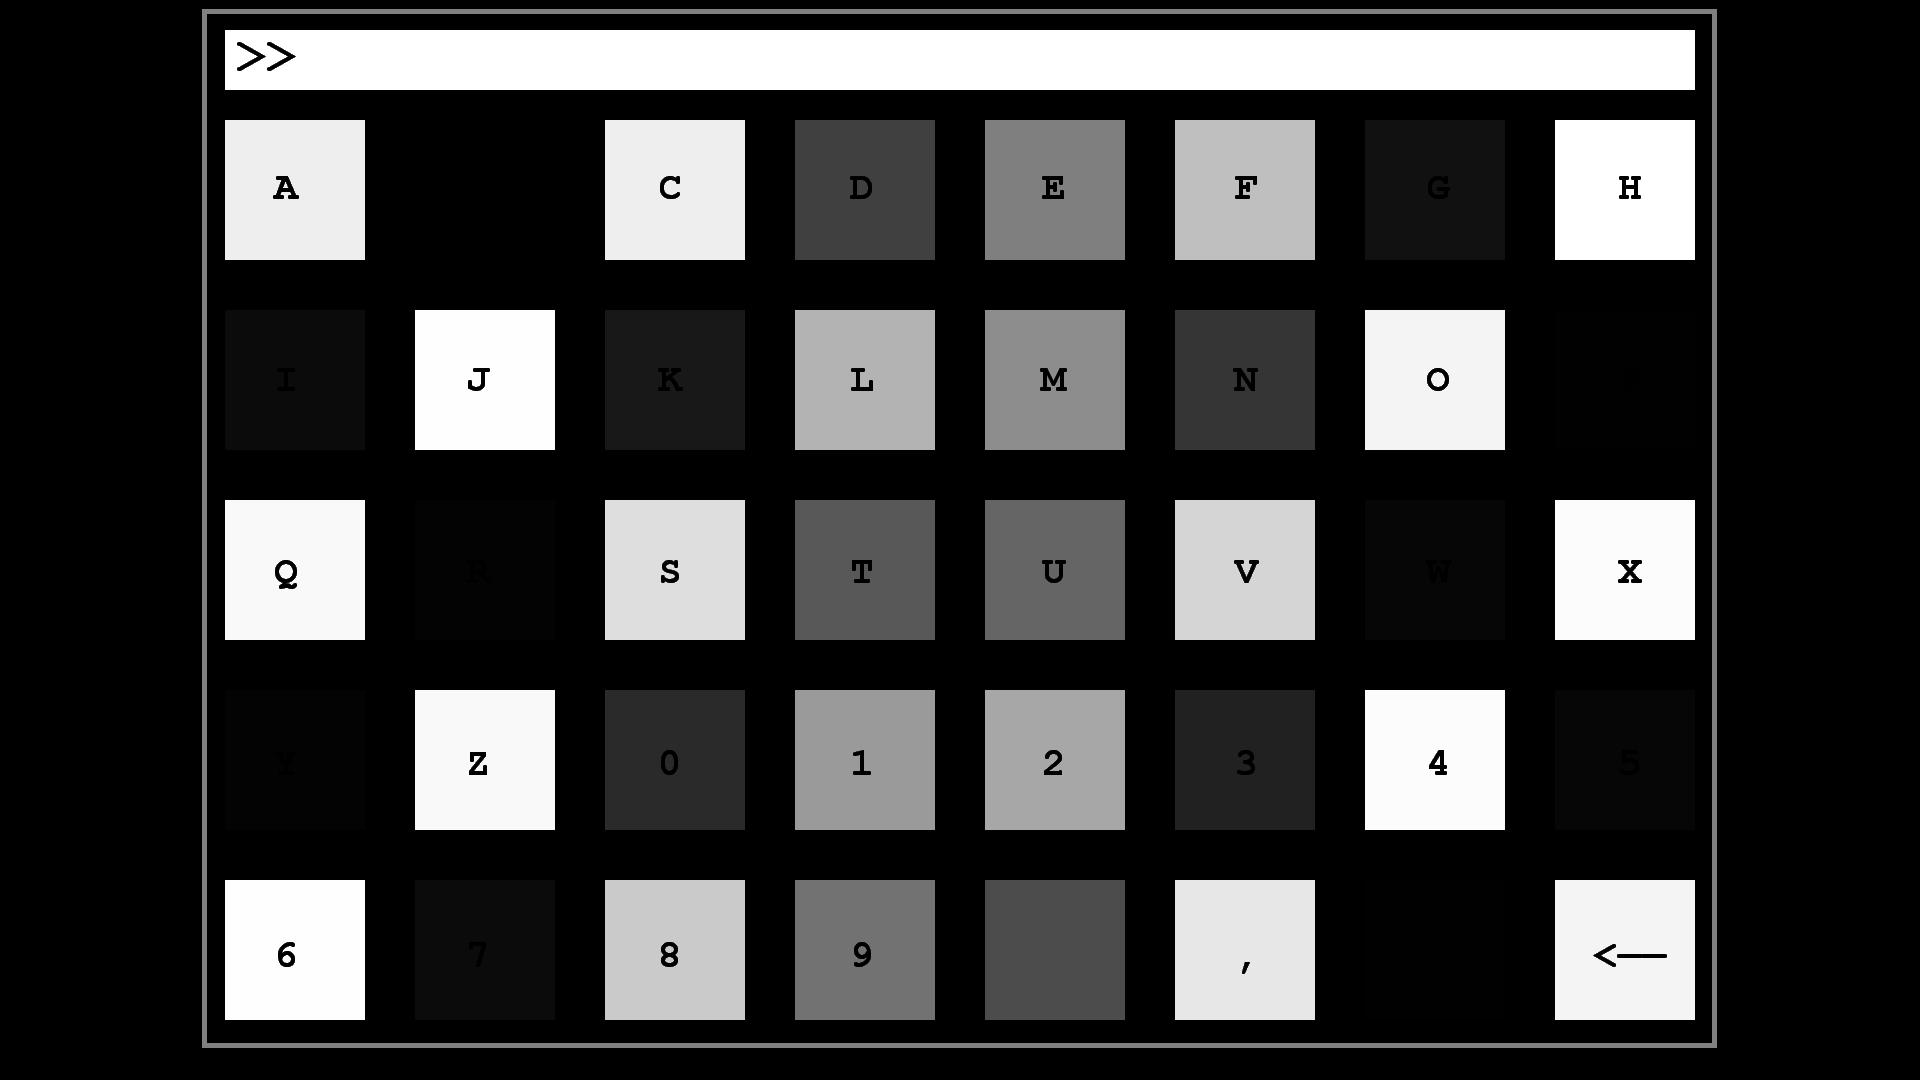 >>
A C D E F G H
I J K L M N O
Q R S T U V W X
Y Z 0 1 2 3 4 5
6 7 8 9 , <—